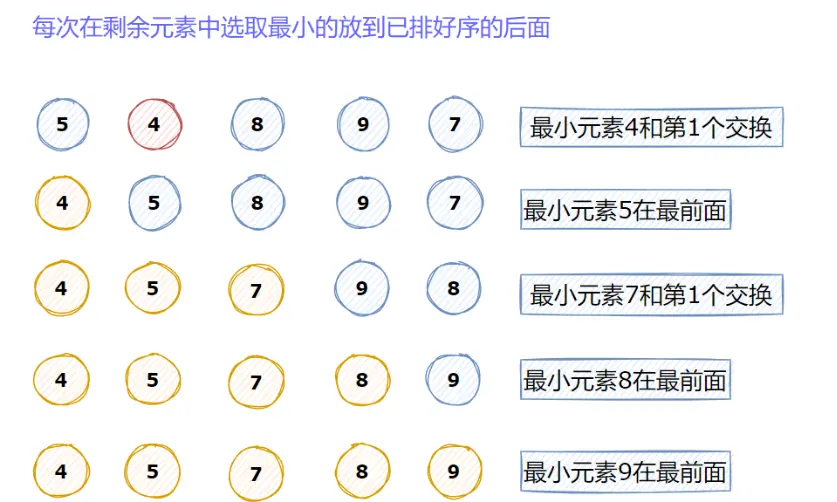 每次在剩余元素中选取最小的放到已排好序的后面
5 4 8 9 7 最小元素4和第1个交换
4 5 8 9 7 最小元素5在最前面
4 5 7 9 8 最小元素7和第1个交换
4 5 7 8 9 最小元素8在最前面
4 5 7 8 9 最小元素9在最前面